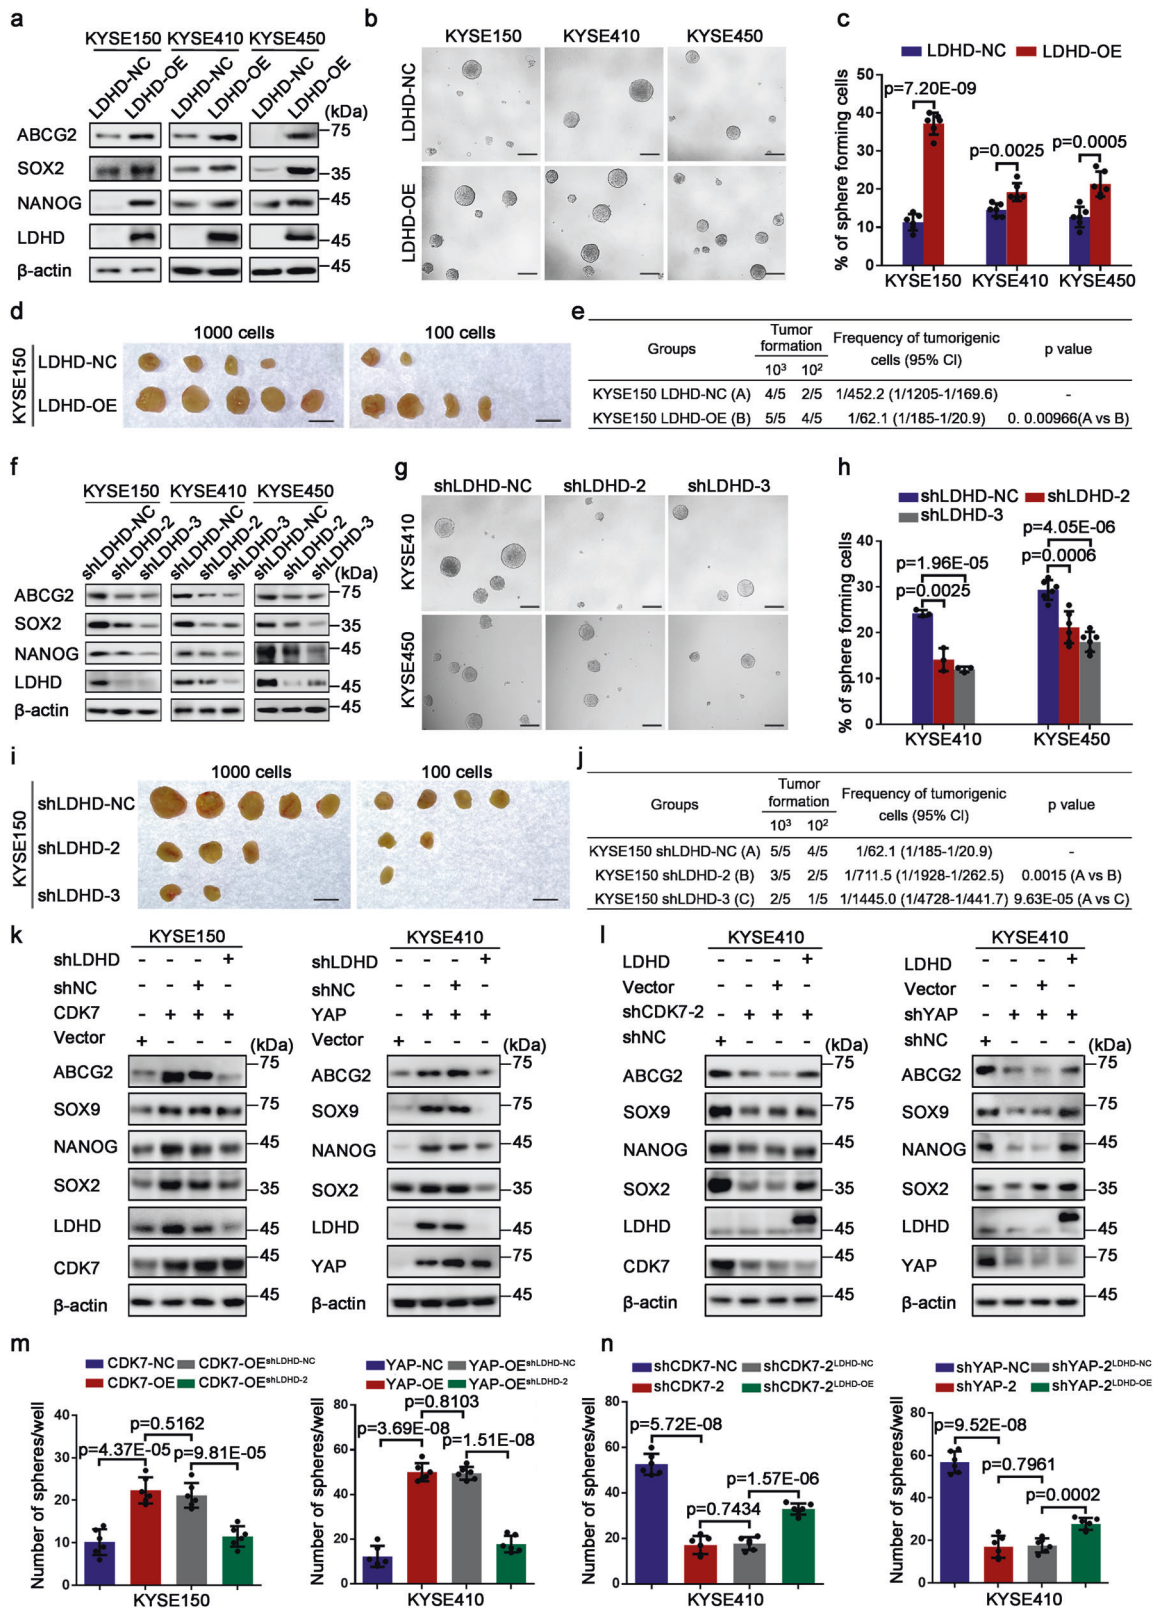 a
KYSE150 KYSE410 KYSE450
LDHD-NC LDHD-OE LDHD-NC LDHD-OE LDHD-NC LDHD-OE
(kDa)
ABCG2 75
SOX2 35
NANOG 45
LDHD 45
β-actin 45
b
KYSE150 KYSE410 KYSE450
LDHD-NC
LDHD-OE
c
LDHD-NC LDHD-OE
% of sphere forming cells
50
40
30
20
10
0
p=7.20E-09
p=0.0025
p=0.0005
KYSE150 KYSE410 KYSE450
d
1000 cells 100 cells
KYSE150
LDHD-NC
LDHD-OE
e
Groups Tumor formation Frequency of tumorigenic cells (95% CI) p value
10³ 10²
KYSE150 LDHD-NC (A) 4/5 2/5 1/452.2 (1/1205-1/169.6) -
KYSE150 LDHD-OE (B) 5/5 4/5 1/62.1 (1/185-1/20.9) 0. 0.00966(A vs B)
f
KYSE150 KYSE410 KYSE450
shLDHD-NC shLDHD-2 shLDHD-3 shLDHD-NC shLDHD-2 shLDHD-3 shLDHD-NC shLDHD-2 shLDHD-3
(kDa)
ABCG2 75
SOX2 35
NANOG 45
LDHD 45
β-actin 45
g
shLDHD-NC shLDHD-2 shLDHD-3
KYSE410
KYSE450
h
shLDHD-NC shLDHD-2
shLDHD-3
% of sphere forming cells
40
30
20
10
0
p=4.05E-06
p=0.0006
p=1.96E-05
p=0.0025
KYSE410 KYSE450
i
1000 cells 100 cells
KYSE150
shLDHD-NC
shLDHD-2
shLDHD-3
j
Groups Tumor formation Frequency of tumorigenic cells (95% CI) p value
10³ 10²
KYSE150 shLDHD-NC (A) 5/5 4/5 1/62.1 (1/185-1/20.9) -
KYSE150 shLDHD-2 (B) 3/5 2/5 1/711.5 (1/1928-1/262.5) 0.0015 (A vs B)
KYSE150 shLDHD-3 (C) 2/5 1/5 1/1445.0 (1/4728-1/441.7) 9.63E-05 (A vs C)
k
KYSE150
shLDHD - - - +
shNC - - + -
CDK7 - + + +
Vector + - - -
(kDa)
ABCG2 75
SOX9 75
NANOG 45
SOX2 35
LDHD 45
CDK7 45
β-actin 45
KYSE410
shLDHD - - - +
shNC - - + -
YAP - + + +
Vector + - - -
(kDa)
ABCG2 75
SOX9 75
NANOG 45
SOX2 35
LDHD 45
YAP 75
β-actin 45
l
KYSE410
LDHD - - - +
Vector - - + -
shCDK7-2 - + + +
shNC + - - -
(kDa)
ABCG2 75
SOX9 75
NANOG 45
SOX2 35
LDHD 45
CDK7 45
β-actin 45
KYSE410
LDHD - - - +
Vector - - + -
shYAP - + + +
shNC + - - -
(kDa)
ABCG2 75
SOX9 75
NANOG 45
SOX2 35
LDHD 45
YAP 75
β-actin 45
m
CDK7-NC CDK7-OE^shLDHD-NC
CDK7-OE CDK7-OE^shLDHD-2
Number of spheres/well
40
30
20
10
0
p=0.5162
p=4.37E-05 p=9.81E-05
KYSE150
YAP-NC YAP-OE^shLDHD-NC
YAP-OE YAP-OE^shLDHD-2
Number of spheres/well
80
60
40
20
0
p=0.8103
p=3.69E-08
p=1.51E-08
KYSE410
n
shCDK7-NC shCDK7-2^LDHD-NC
shCDK7-2 shCDK7-2^LDHD-OE
Number of spheres/well
80
60
40
20
0
p=5.72E-08
p=1.57E-06
p=0.7434
KYSE410
shYAP-NC shYAP-2^LDHD-NC
shYAP-2 shYAP-2^LDHD-OE
Number of spheres/well
80
60
40
20
0
p=9.52E-08
p=0.7961
p=0.0002
KYSE410